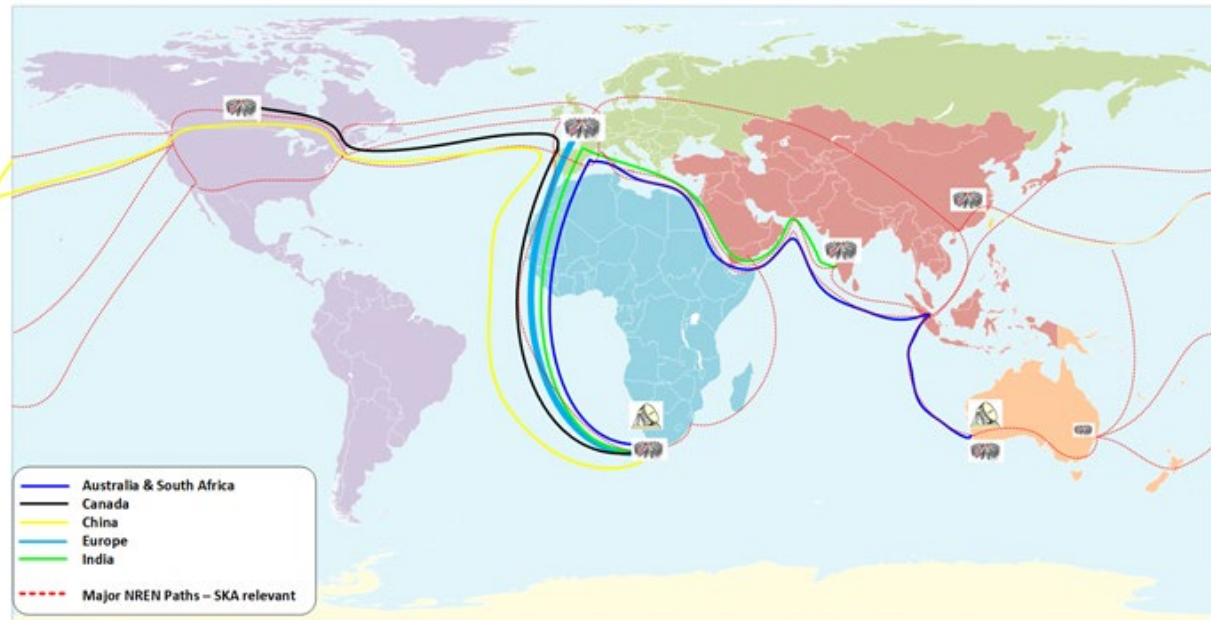 Australia & South Africa
Canada
China
Europe
India
Major NREN Paths – SKA relevant